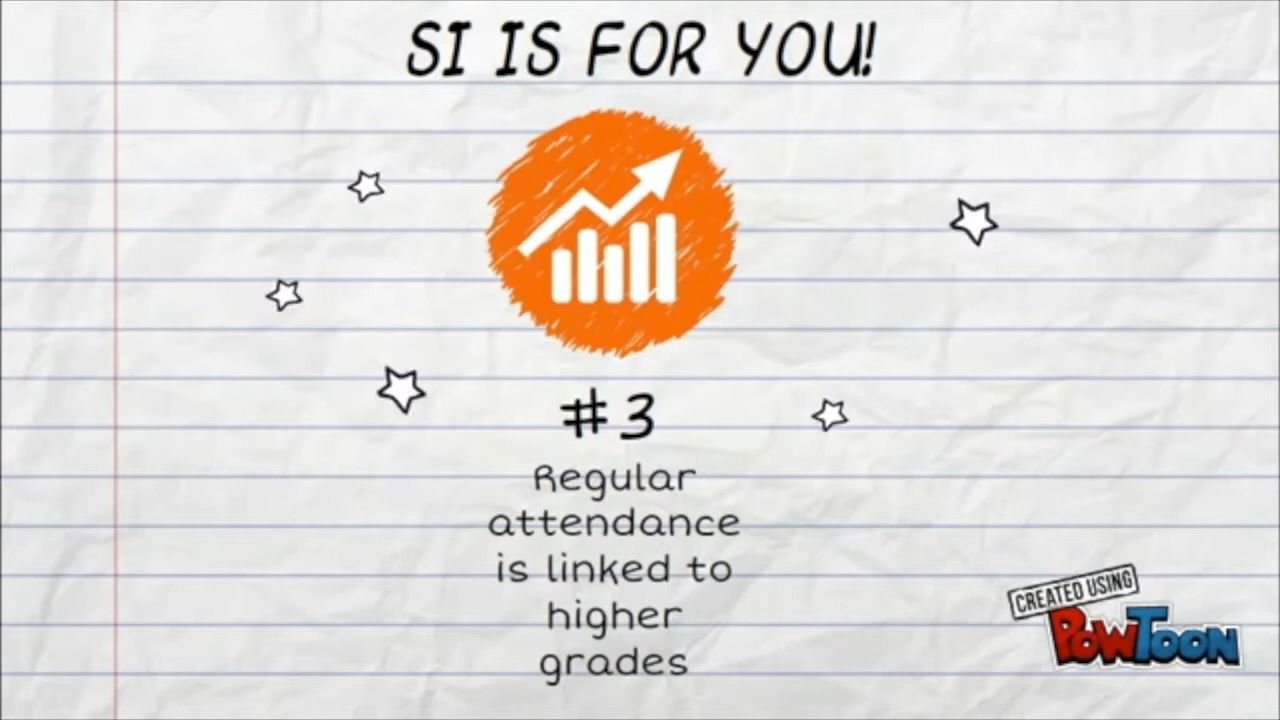 SI IS FOR YOU!
#3
Regular
attendance
is linked to
higher
grades
CREATED USING
POWTOON